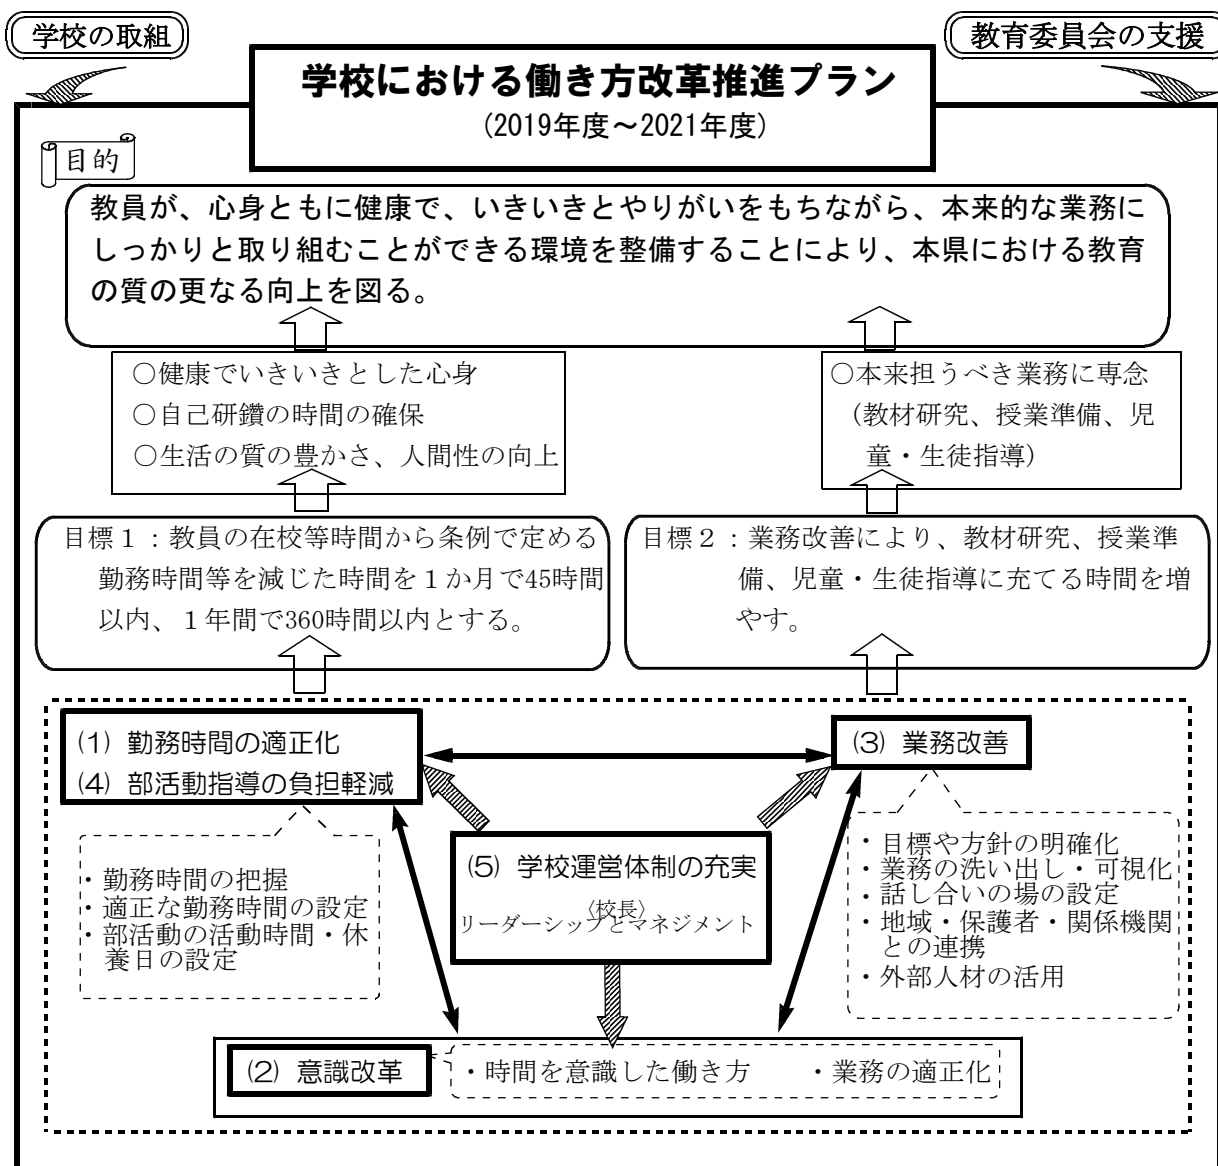 学校の取組
教育委員会の支援
学校における働き方改革推進プラン
(2019年度～2021年度)
目的
教員が、心身ともに健康で、いきいきとやりがいをもちながら、本来的な業務に
しっかりと取り組むことができる環境を整備することにより、本県における教育
の質の更なる向上を図る。
○健康でいきいきとした心身
○自己研鑽の時間の確保
○生活の質の豊かさ、人間性の向上
○本来担うべき業務に専念
(教材研究、授業準備、児
童・生徒指導)
目標１：教員の在校等時間から条例で定める
勤務時間等を減じた時間を１か月で45時間
以内、１年間で360時間以内とする。
目標２：業務改善により、教材研究、授業準
備、児童・生徒指導に充てる時間を増
やす。
(1) 勤務時間の適正化
(4) 部活動指導の負担軽減
(3) 業務改善
・勤務時間の把握
・適正な勤務時間の設定
・部活動の活動時間・休
養日の設定
(5) 学校運営体制の充実
〈校長〉
リーダーシップとマネジメント
・目標や方針の明確化
・業務の洗い出し・可視化
・話し合いの場の設定
・地域・保護者・関係機関
との連携
・外部人材の活用
(2) 意識改革
・時間を意識した働き方　・業務の適正化